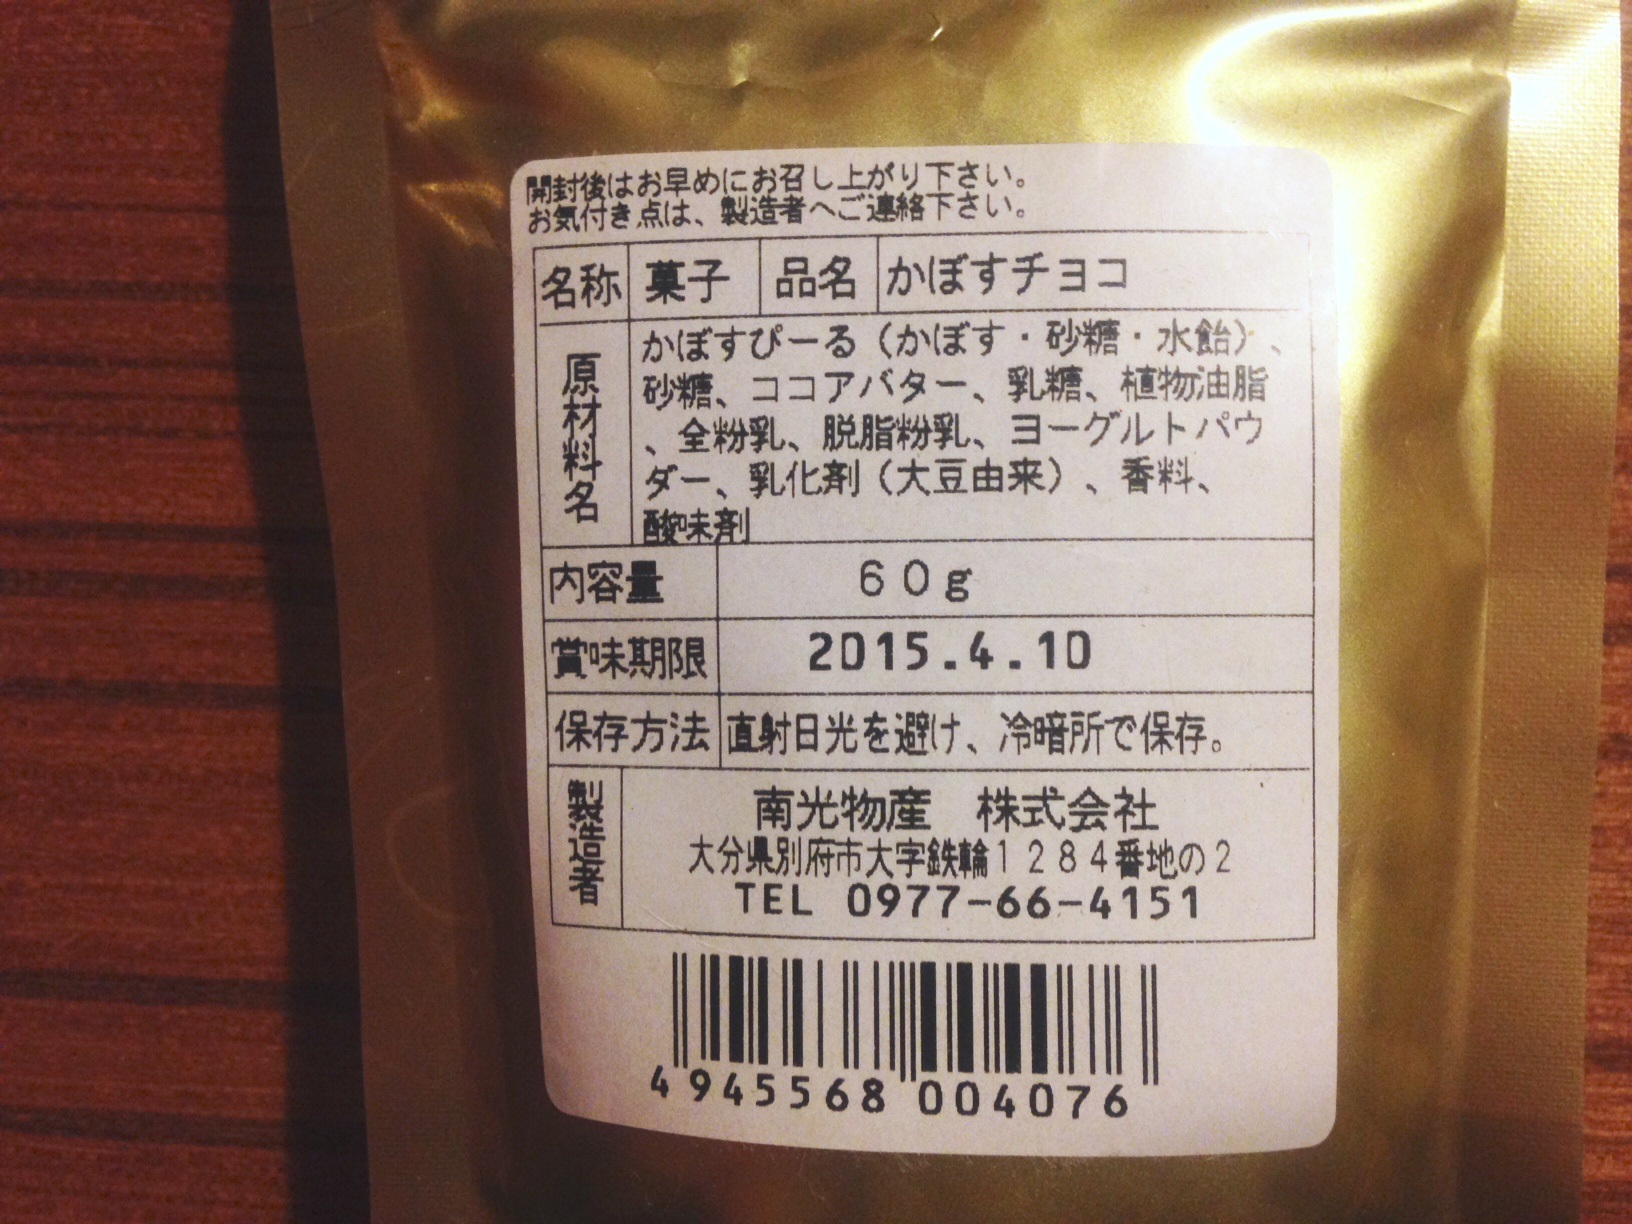 開封後はお早めにお召し上がり下さい。
お気付き点は、製造者へご連絡下さい。
名称 菓子 品名 かぼすチョコ
原材料名
かぼすぴーる（かぼす・砂糖・水飴）、
砂糖、ココアバター、乳糖、植物油脂
、全粉乳、脱脂粉乳、ヨーグルトパウ
ダー、乳化剤（大豆由来）、香料、
酸味剤
内容量 60g
賞味期限 2015.4.10
保存方法 直射日光を避け、冷暗所で保存。
製造者
南光物産 株式会社
大分県別府市大字鉄輪1284番地の2
TEL 0977-66-4151
4 945568 004076